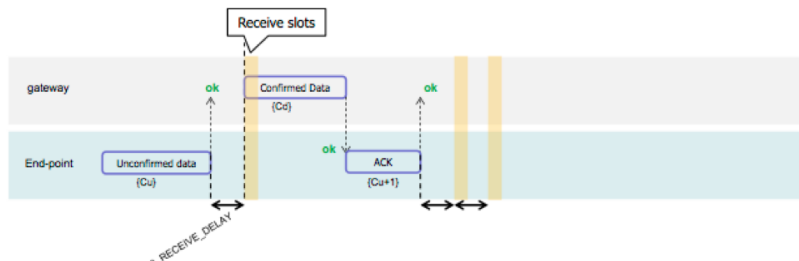 Receive slots
gateway
ok
Confirmed Data
ok
{Cd}
ok
End-point
Unconfirmed data
ACK
{Cu}
{Cu+1}
RECEIVE_DELAY